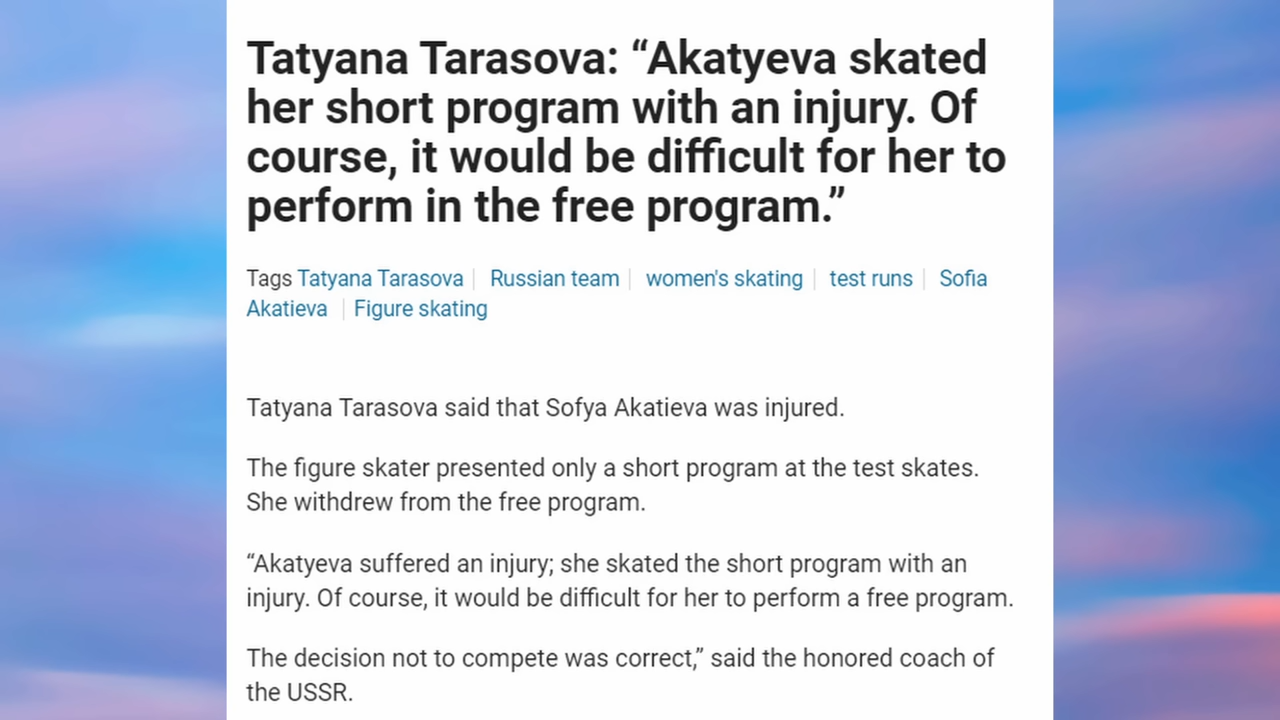 Tatyana Tarasova: “Akatyeva skated
her short program with an injury. Of
course, it would be difficult for her to
perform in the free program.”
Tags Tatyana Tarasova | Russian team | women's skating | test runs | Sofia
Akatieva | Figure skating
Tatyana Tarasova said that Sofya Akatieva was injured.
The figure skater presented only a short program at the test skates.
She withdrew from the free program.
“Akatyeva suffered an injury; she skated the short program with an
injury. Of course, it would be difficult for her to perform a free program.
The decision not to compete was correct,” said the honored coach of
the USSR.